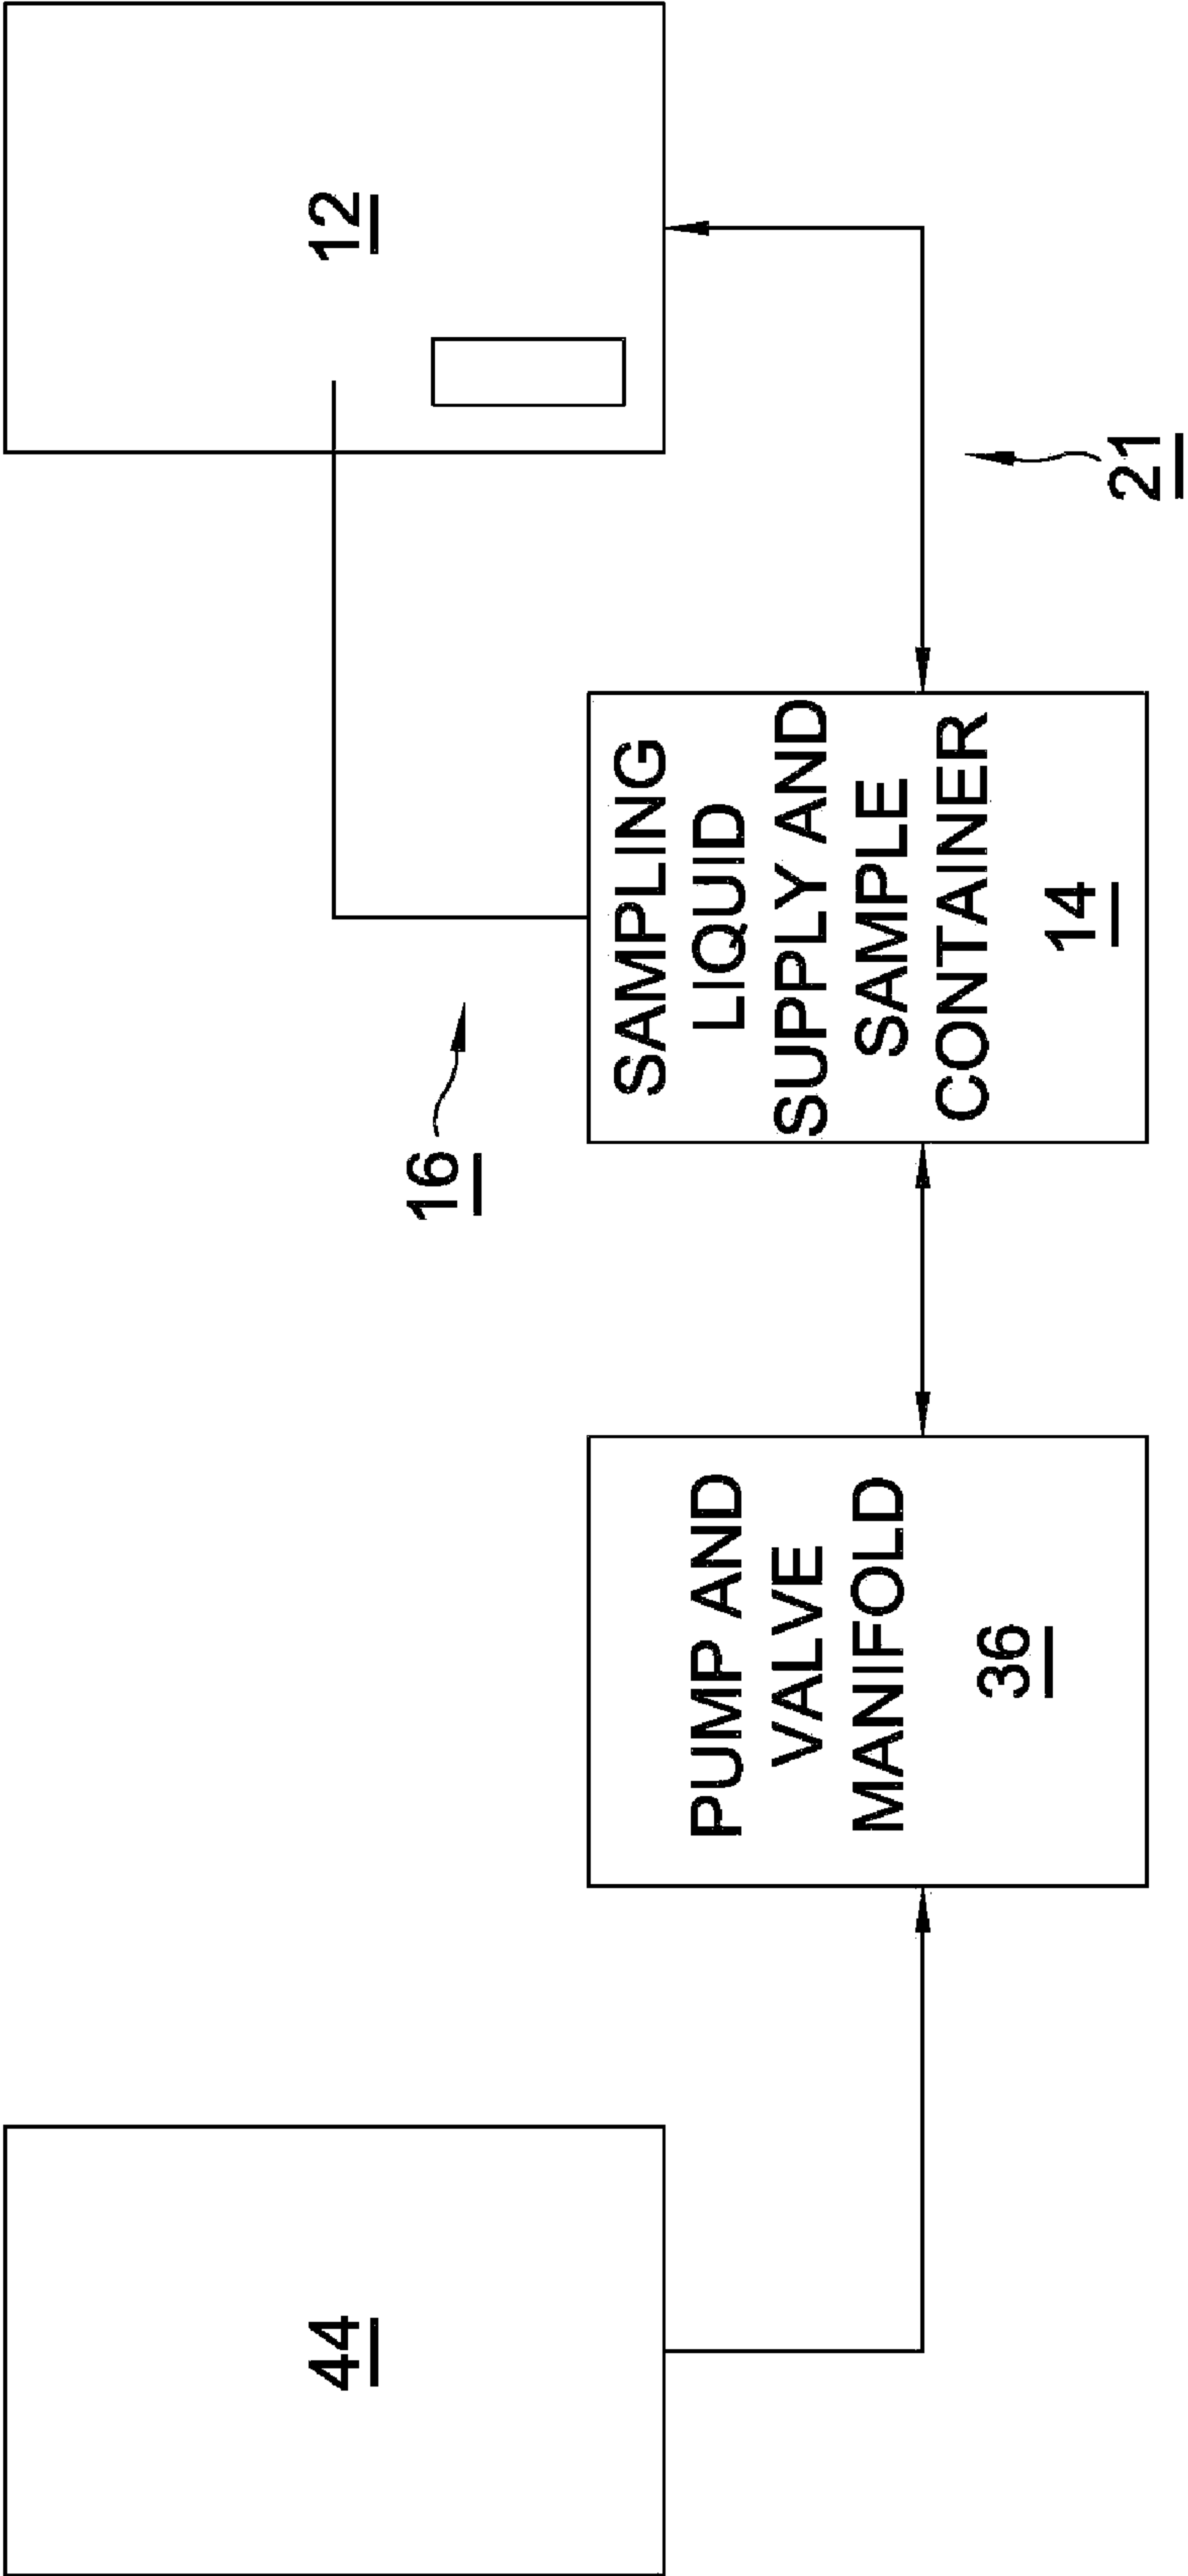 44
12
16
PUMP AND
VALVE
MANIFOLD
36
SAMPLING
LIQUID
SUPPLY AND
SAMPLE
CONTAINER
14
21